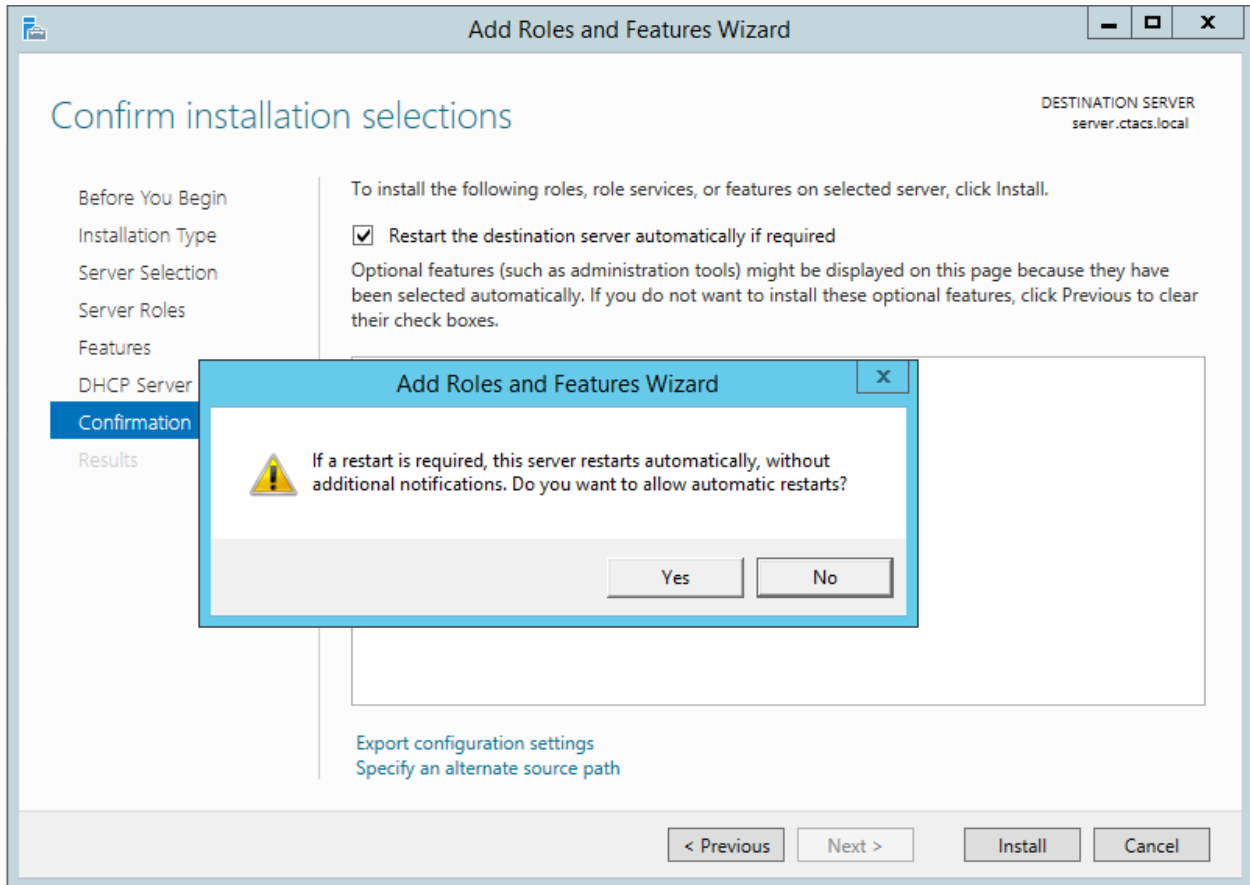 Add Roles and Features Wizard
Confirm installation selections
DESTINATION SERVER
server.ctacs.local
Before You Begin
Installation Type
Server Selection
Server Roles
Features
DHCP Server
Confirmation
Results
To install the following roles, role services, or features on selected server, click Install.
Restart the destination server automatically if required
Optional features (such as administration tools) might be displayed on this page because they have
been selected automatically. If you do not want to install these optional features, click Previous to clear
their check boxes.
Add Roles and Features Wizard
x
If a restart is required, this server restarts automatically, without
additional notifications. Do you want to allow automatic restarts?
Yes
No
Export configuration settings
Specify an alternate source path
< Previous
Next >
Install
Cancel